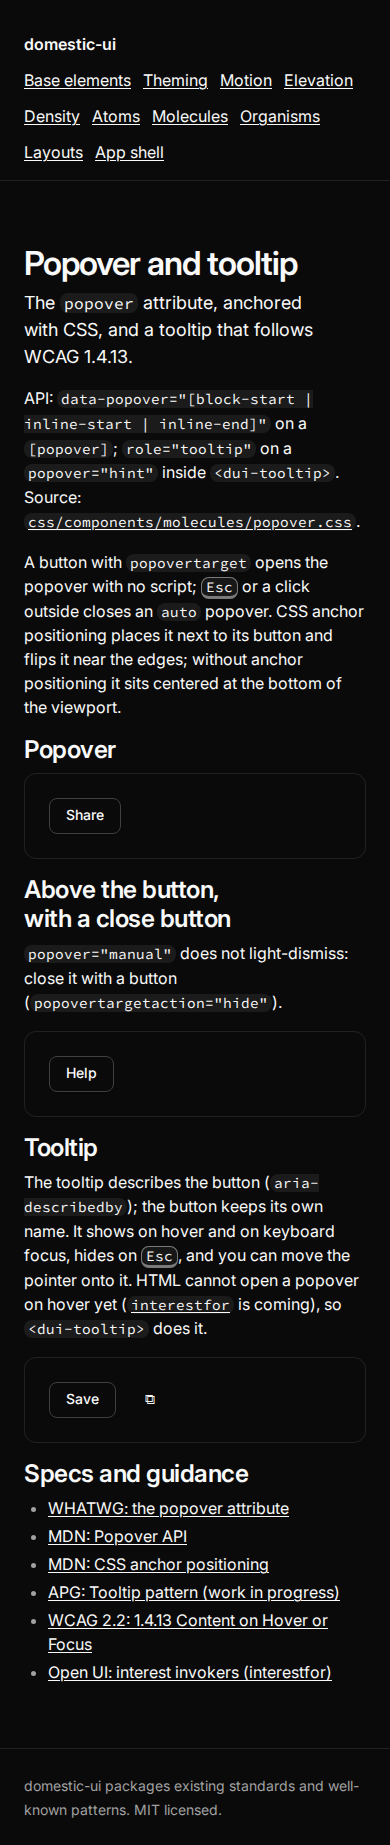 domestic-ui
Base elements Theming Motion Elevation
Density Atoms Molecules Organisms
Layouts App shell
Popover and tooltip
The popover attribute, anchored
with CSS, and a tooltip that follows
WCAG 1.4.13.
API: data-popover="[block-start |
inline-start | inline-end]" on a
[popover]; role="tooltip" on a
popover="hint" inside <dui-tooltip>.
Source:
css/components/molecules/popover.css.
A button with popovertarget opens the
popover with no script; Esc or a click
outside closes an auto popover. CSS anchor
positioning places it next to its button and
flips it near the edges; without anchor
positioning it sits centered at the bottom of
the viewport.
Popover
Share
Above the button,
with a close button
popover="manual" does not light-dismiss:
close it with a button
(popovertargetaction="hide").
Help
Tooltip
The tooltip describes the button (aria-
describedby); the button keeps its own
name. It shows on hover and on keyboard
focus, hides on Esc, and you can move the
pointer onto it. HTML cannot open a popover
on hover yet (interestfor is coming), so
<dui-tooltip> does it.
Save ⧉
Specs and guidance
• WHATWG: the popover attribute
• MDN: Popover API
• MDN: CSS anchor positioning
• APG: Tooltip pattern (work in progress)
• WCAG 2.2: 1.4.13 Content on Hover or
Focus
• Open UI: interest invokers (interestfor)
domestic-ui packages existing standards and well-
known patterns. MIT licensed.